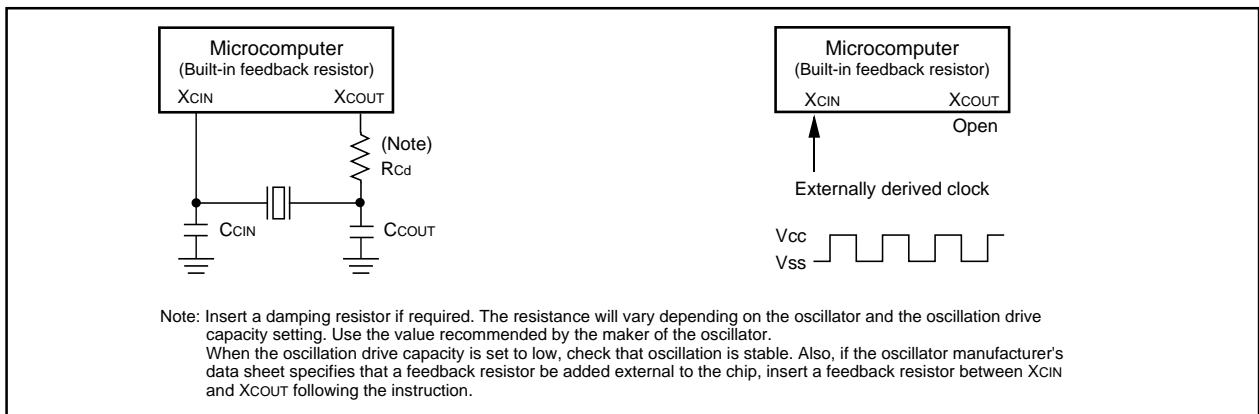 Microcomputer
(Built-in feedback resistor)
XCIN XCOUT
(Note)
RCd
CCIN
CCOUT
Microcomputer
(Built-in feedback resistor)
XCIN XCOUT
Open
Externally derived clock
Vcc
Vss
Note: Insert a damping resistor if required. The resistance will vary depending on the oscillator and the oscillation drive
capacity setting. Use the value recommended by the maker of the oscillator.
When the oscillation drive capacity is set to low, check that oscillation is stable. Also, if the oscillator manufacturer's
data sheet specifies that a feedback resistor be added external to the chip, insert a feedback resistor between XCIN
and XCOUT following the instruction.